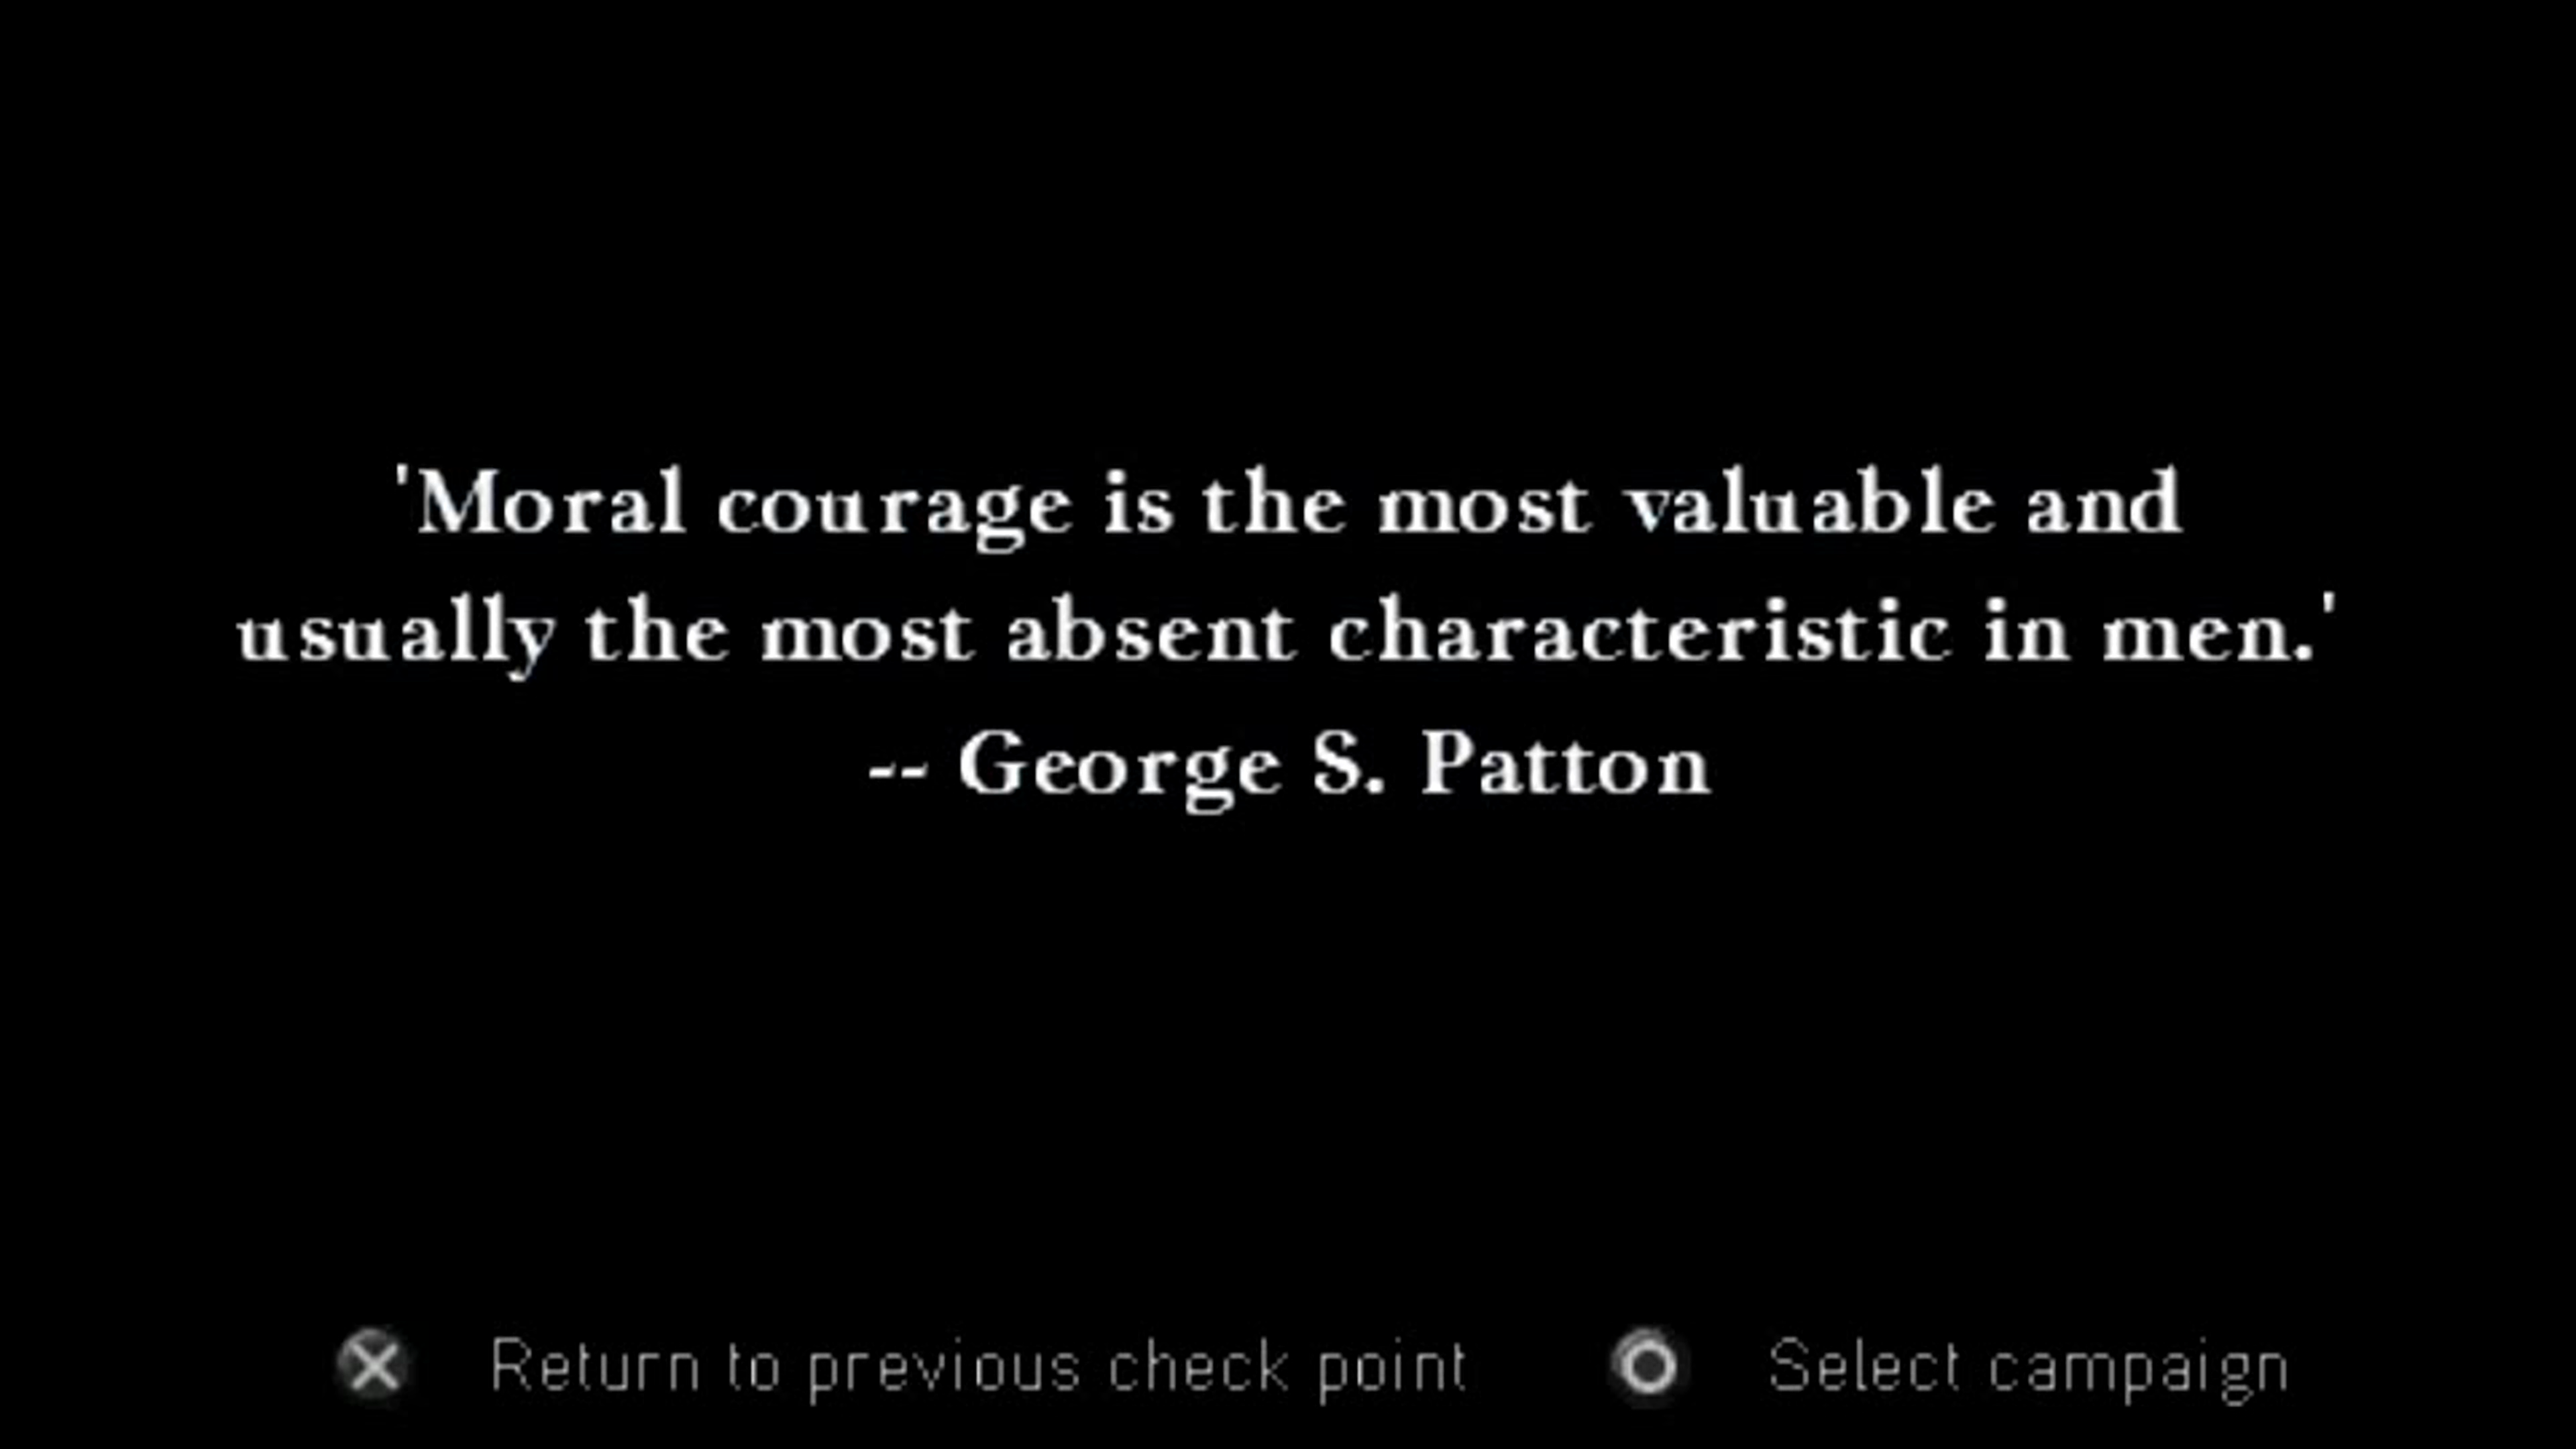 'Moral courage is the most valuable and
usually the most absent characteristic in men.'
-- George S. Patton
Return to previous check point Select campaign